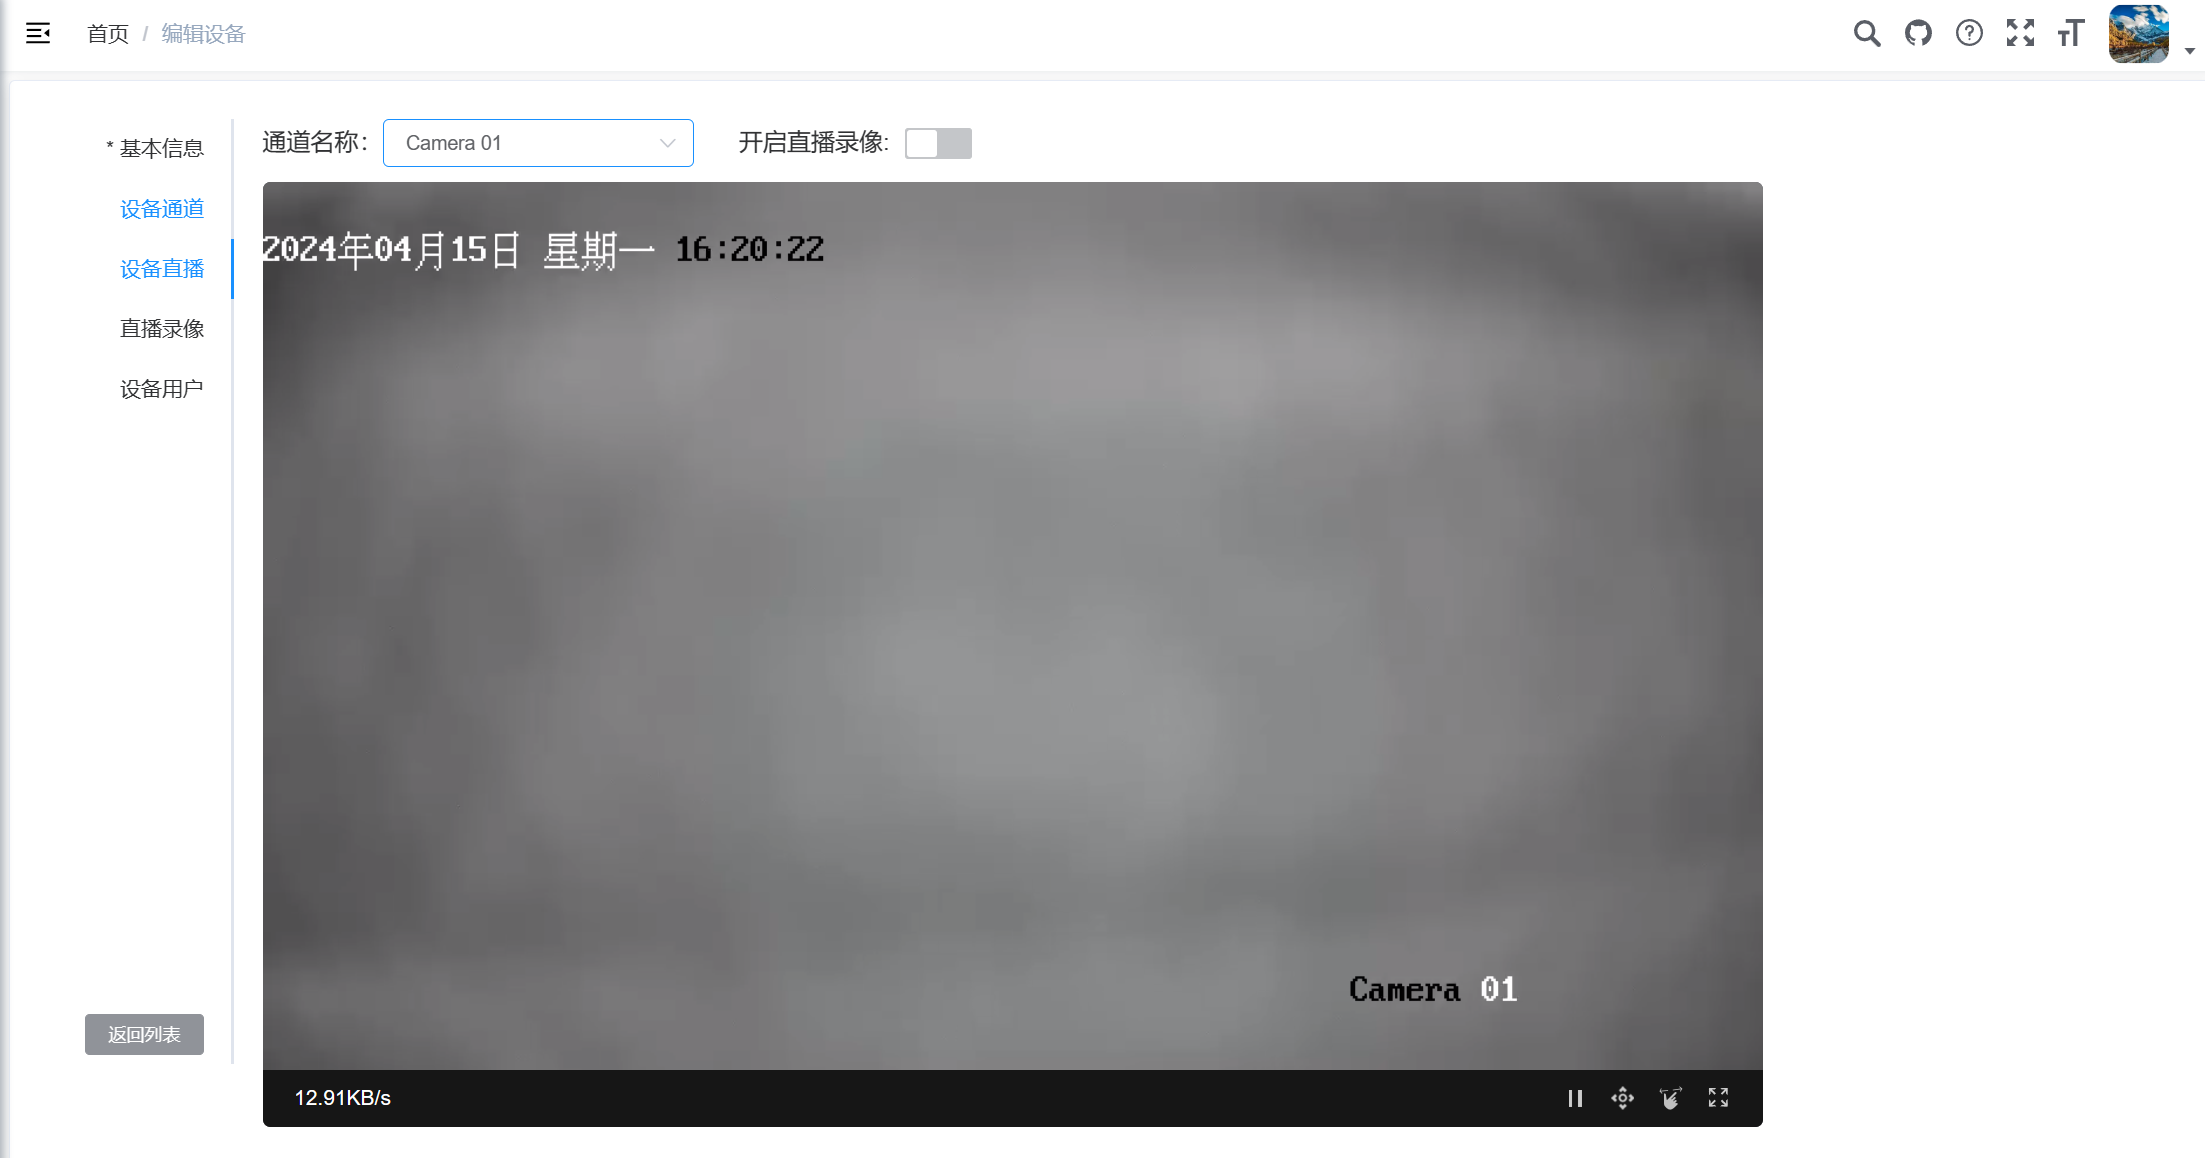 首页 / 编辑设备
* 基本信息
设备通道
设备直播
直播录像
设备用户
返回列表
通道名称: Camera 01 开启直播录像:
2024年04月15日 星期一 16:20:22
Camera 01
12.91KB/s